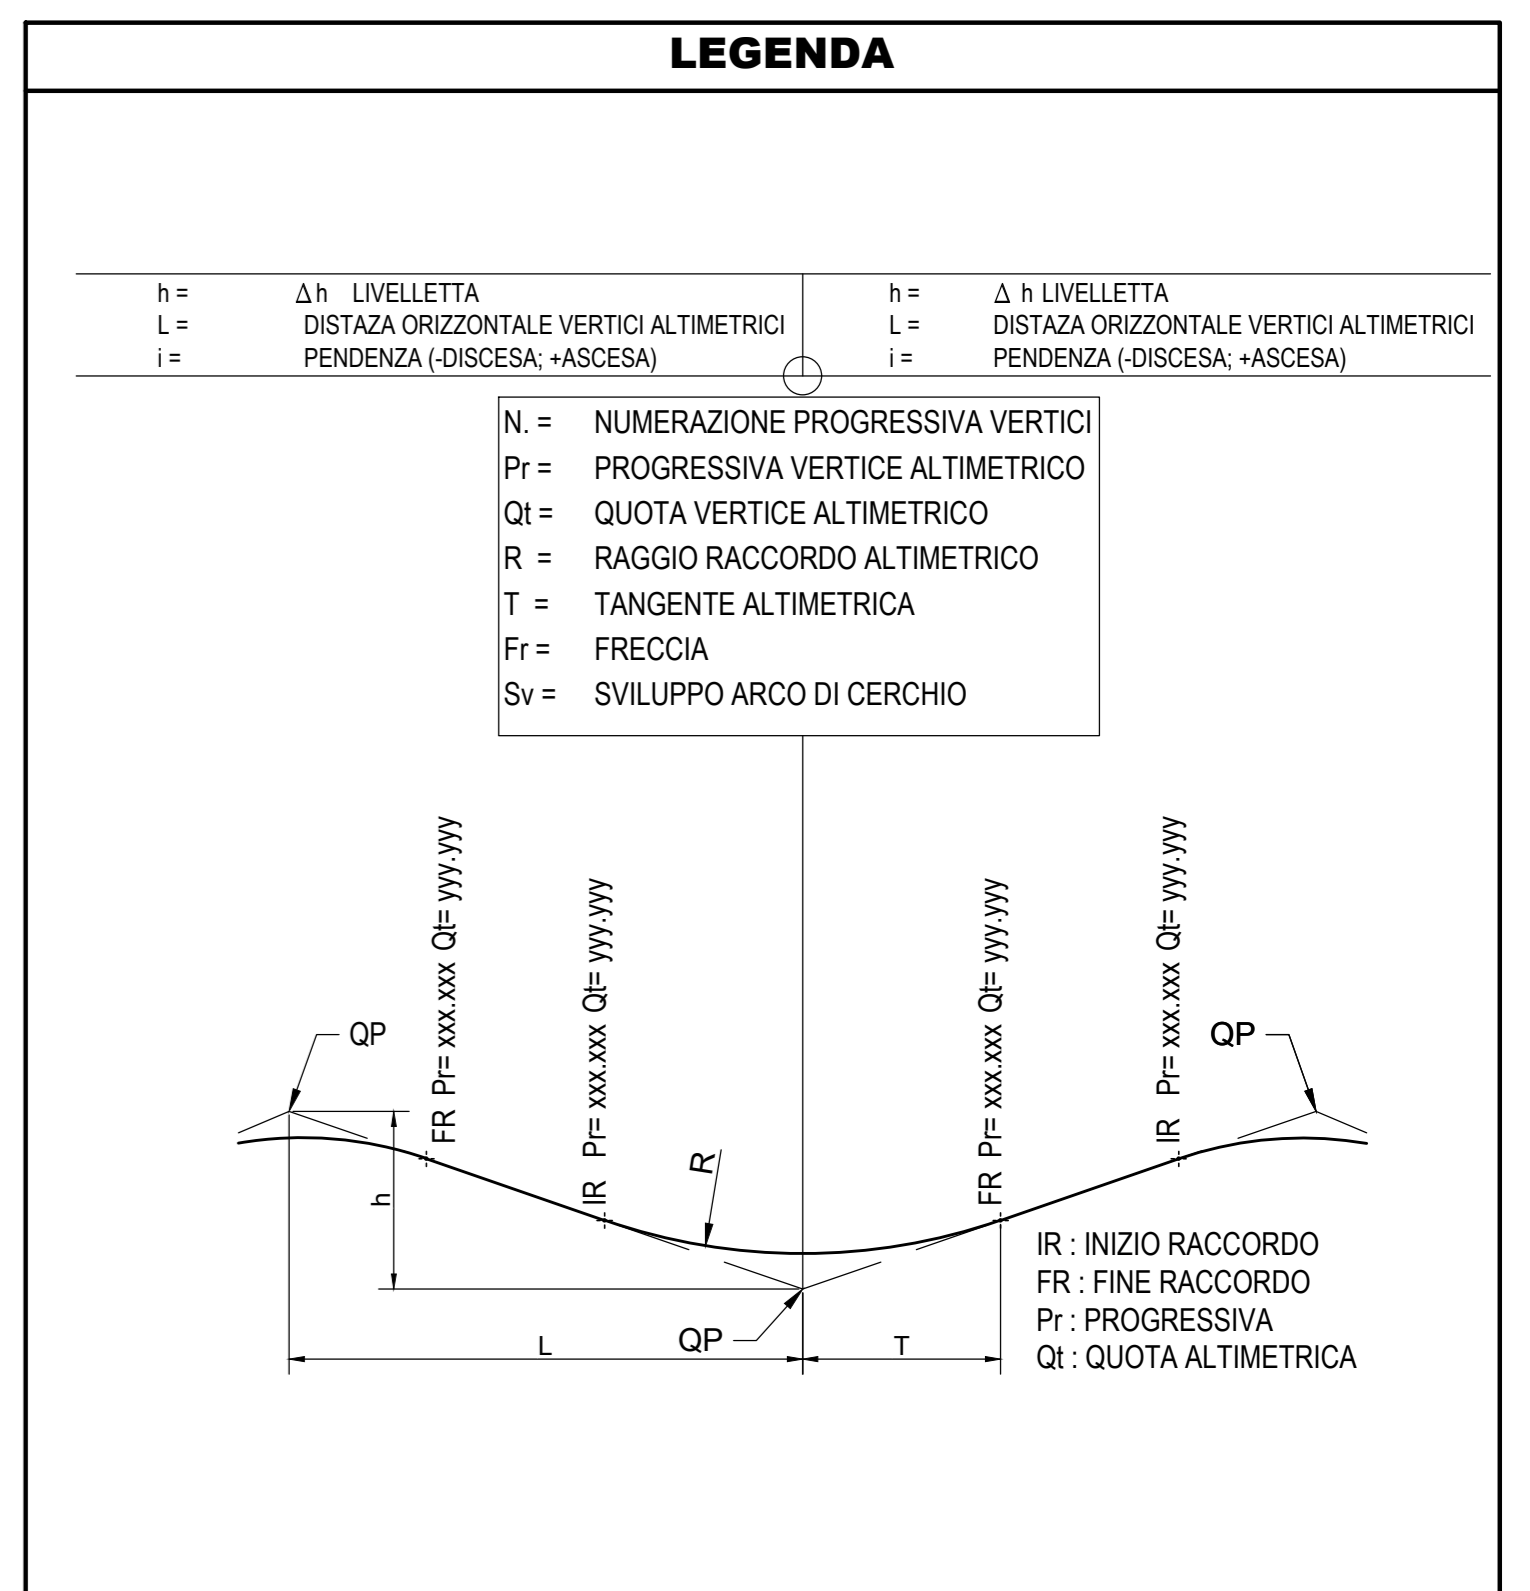 LEGENDA
h = Δ h LIVELLETTA
L = DISTAZA ORIZZONTALE VERTICI ALTIMETRICI
i = PENDENZA (-DISCESA; +ASCESA)
h = Δ h LIVELLETTA
L = DISTAZA ORIZZONTALE VERTICI ALTIMETRICI
i = PENDENZA (-DISCESA; +ASCESA)
N. = NUMERAZIONE PROGRESSIVA VERTICI
Pr = PROGRESSIVA VERTICE ALTIMETRICO
Qt = QUOTA VERTICE ALTIMETRICO
R = RAGGIO RACCORDO ALTIMETRICO
T = TANGENTE ALTIMETRICA
Fr = FRECCIA
Sv = SVILUPPO ARCO DI CERCHIO
QP
FR Pr= xxx.xxx Qt= yyy.yyy
IR Pr= xxx.xxx Qt= yyy.yyy
FR Pr= xxx.xxx Qt= yyy.yyy
IR Pr= xxx.xxx Qt= yyy.yyy
QP
h
R
QP
L
T
IR : INIZIO RACCORDO
FR : FINE RACCORDO
Pr : PROGRESSIVA
Qt : QUOTA ALTIMETRICA